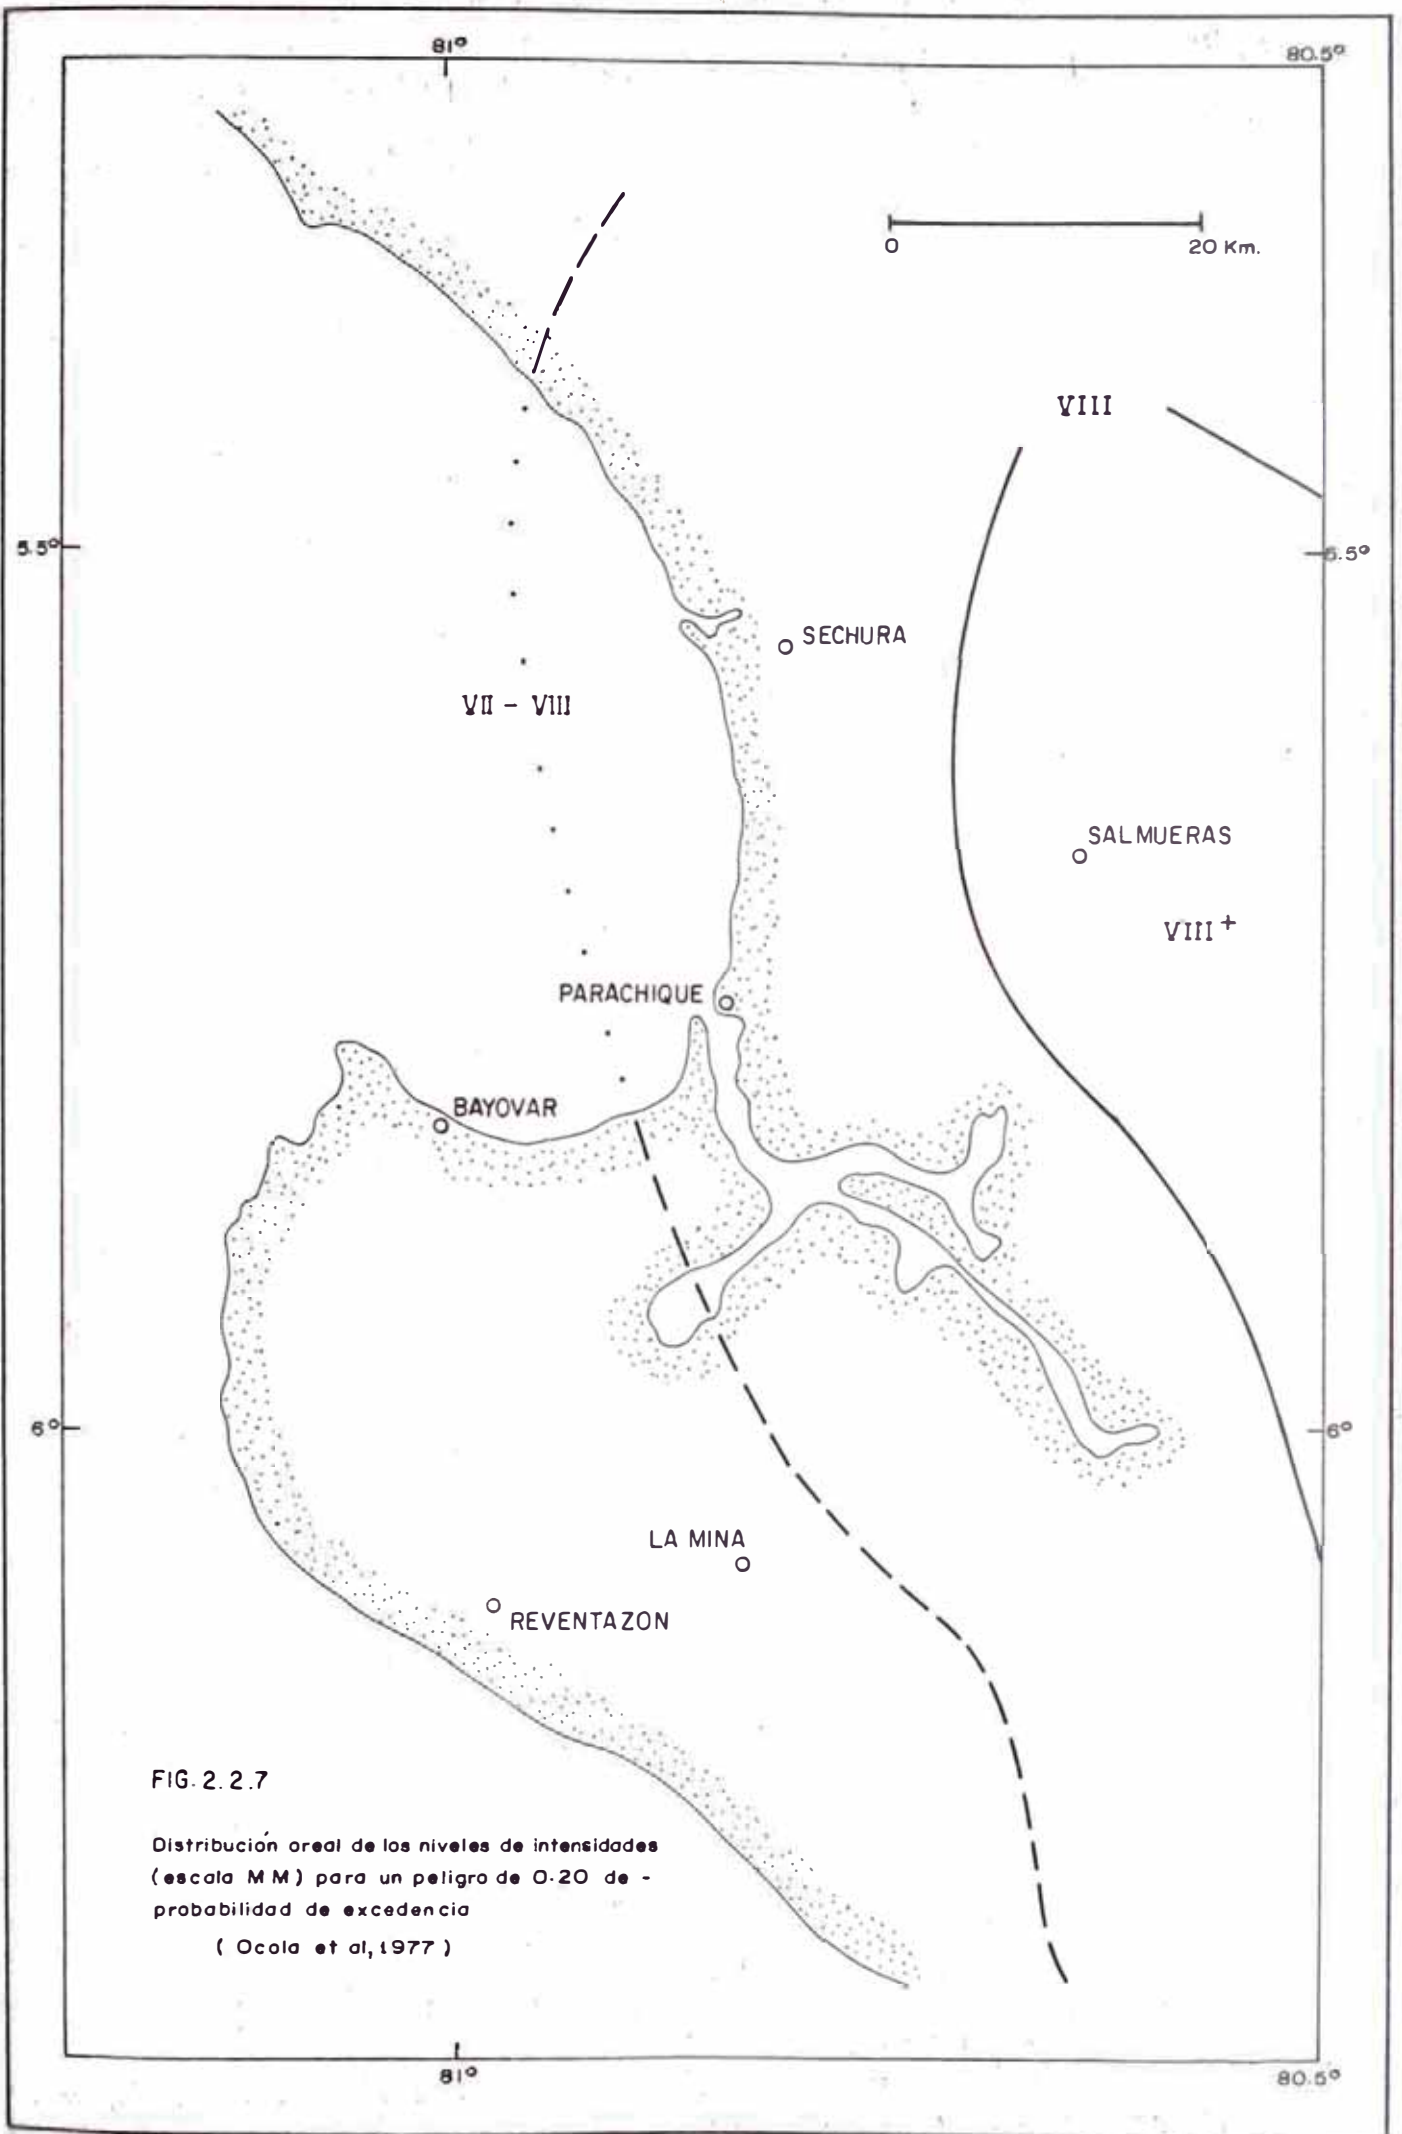 81° 80.5°
0 20 Km.
VIII
5.5° 5.5°
SECHURA
VII - VIII
SALMUERAS
VIII +
PARACHIQUE
BAYOVAR
6° 6°
LA MINA
REVENTAZON
FIG. 2.2.7
Distribución areal de los niveles de intensidades
(escala MM) para un peligro de 0.20 de -
probabilidad de excedencia
( Ocola et al, 1977 )
81° 80.5°